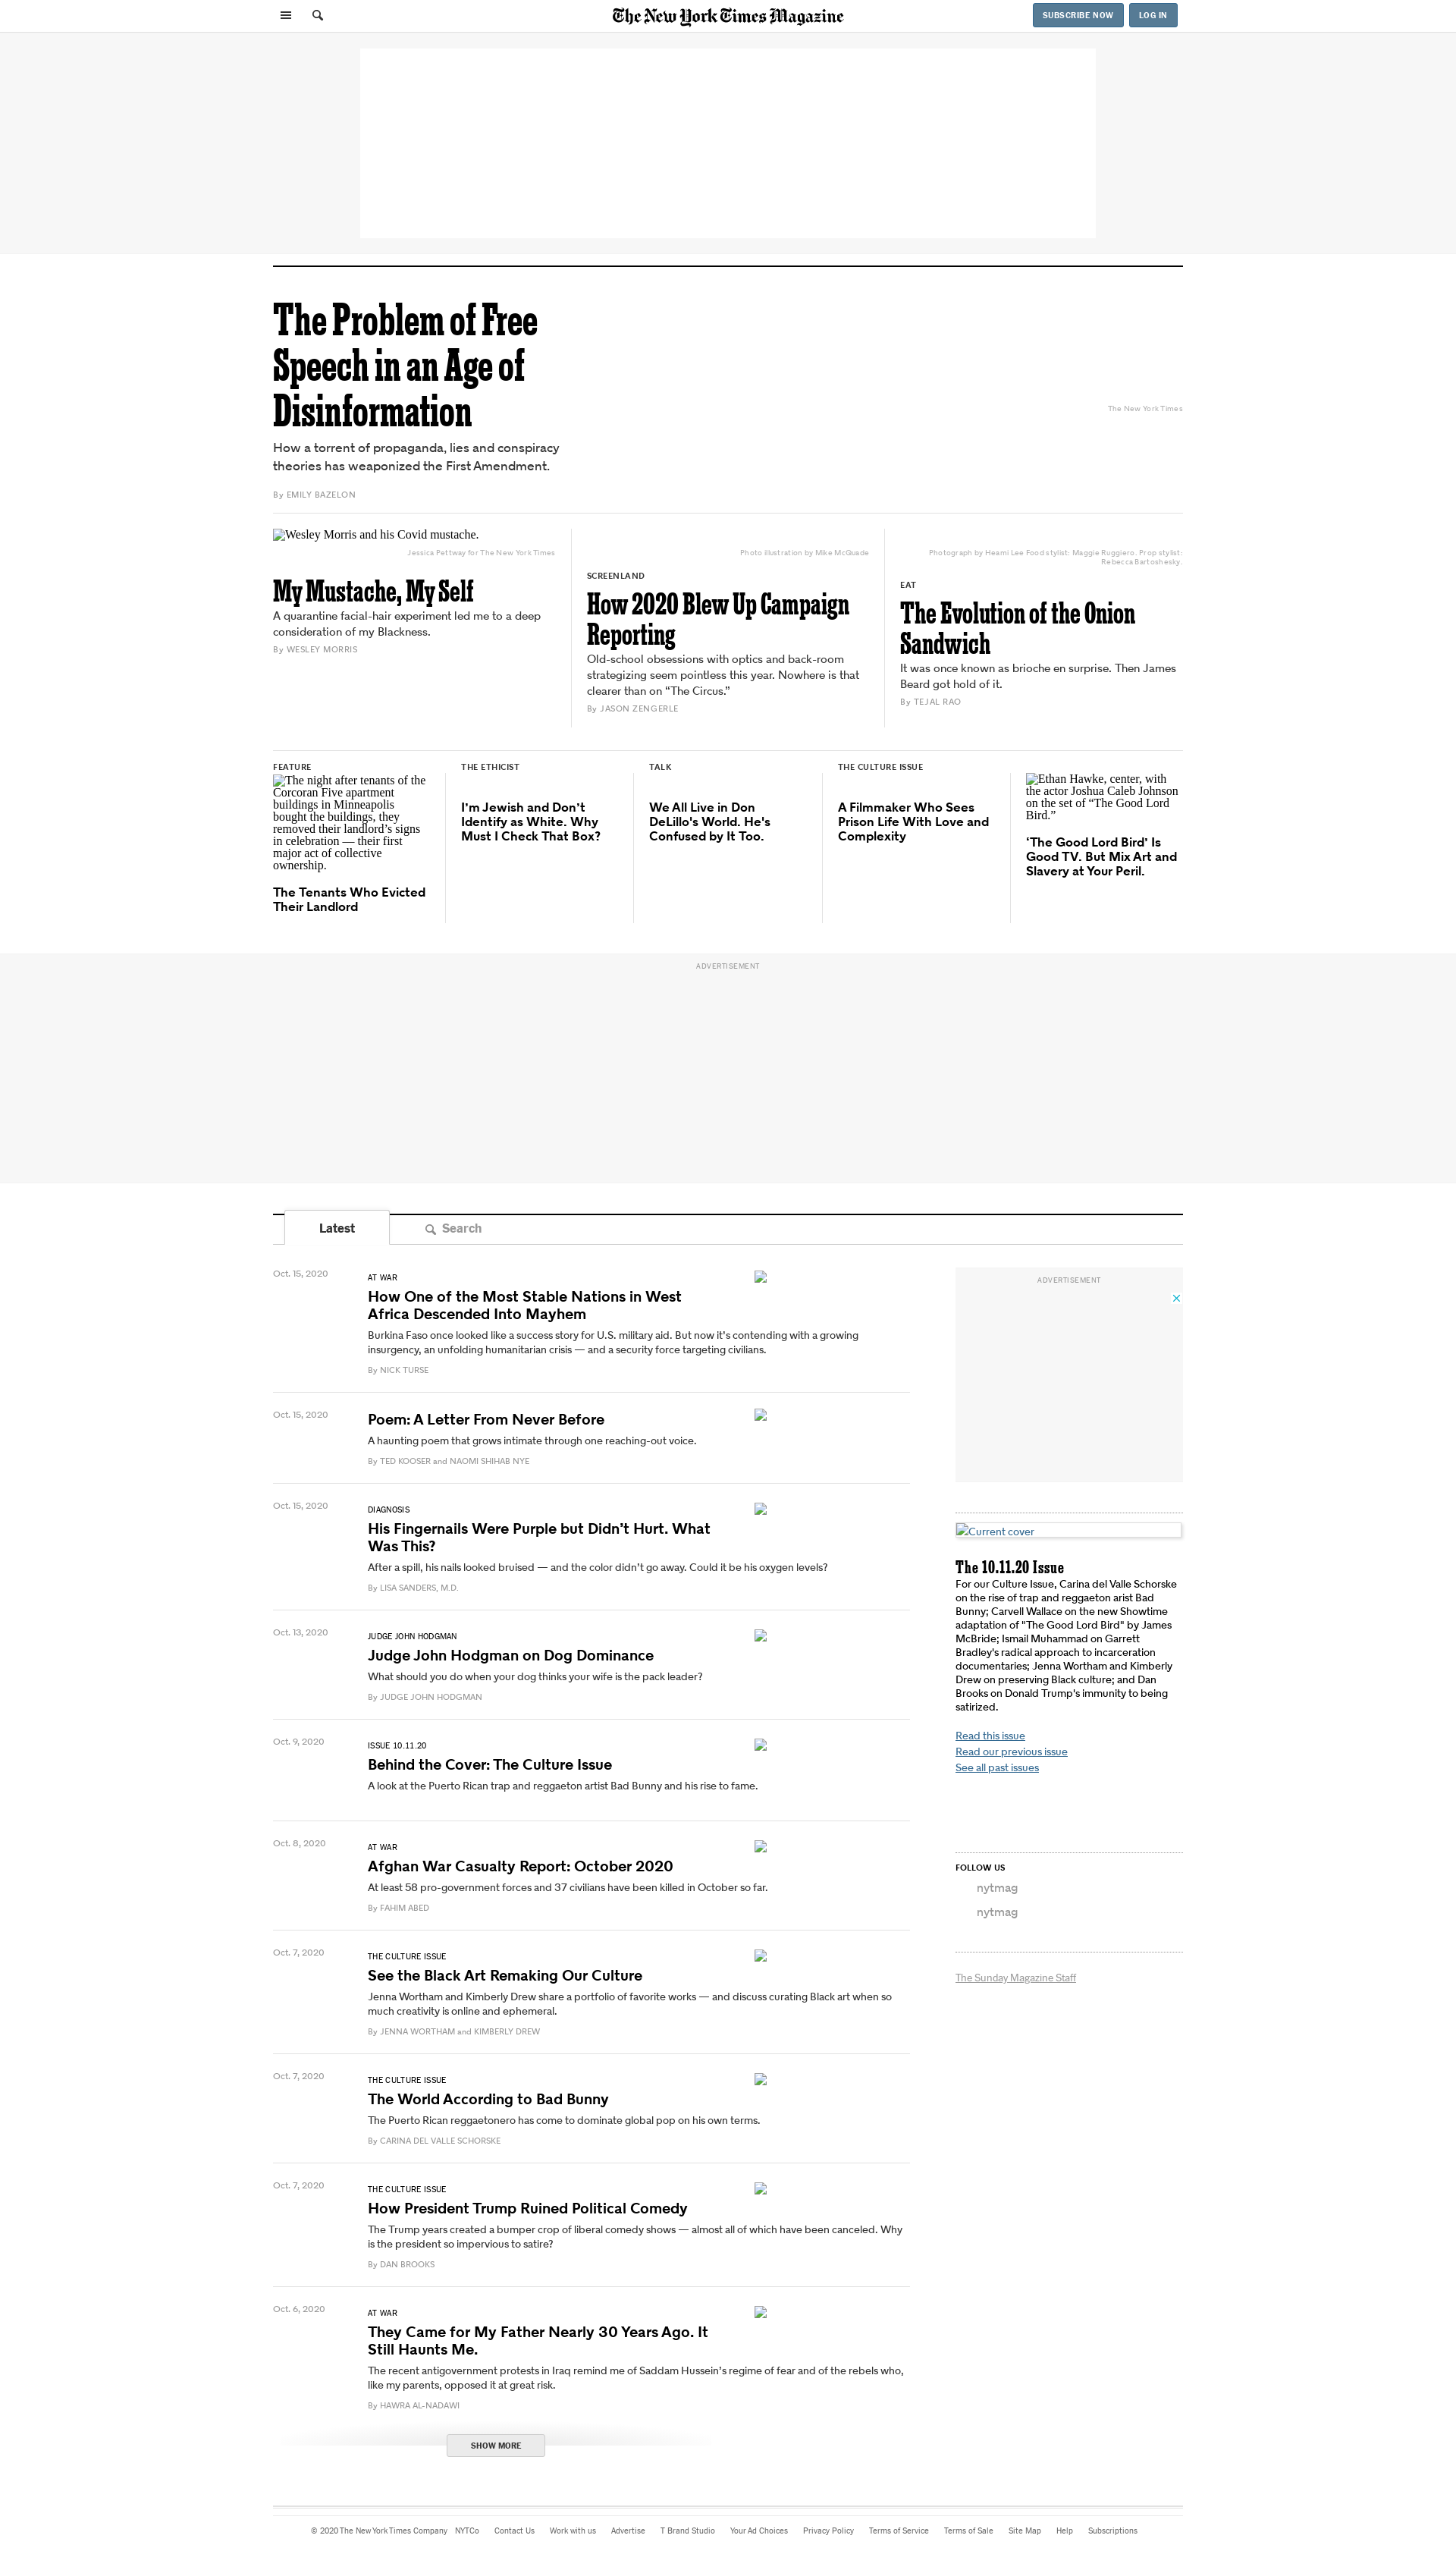 The New York Times Magazine
SUBSCRIBE NOW
LOG IN
The Problem of Free
Speech in an Age of
Disinformation
How a torrent of propaganda, lies and conspiracy
theories has weaponized the First Amendment.
By EMILY BAZELON
The New York Times
Wesley Morris and his Covid mustache.
Jessica Pettway for The New York Times
My Mustache, My Self
A quarantine facial-hair experiment led me to a deep
consideration of my Blackness.
By WESLEY MORRIS
Photo illustration by Mike McQuade
SCREENLAND
How 2020 Blew Up Campaign
Reporting
Old-school obsessions with optics and back-room
strategizing seem pointless this year. Nowhere is that
clearer than on “The Circus.”
By JASON ZENGERLE
Photograph by Heami Lee Food stylist: Maggie Ruggiero. Prop stylist:
Rebecca Bartoshesky.
EAT
The Evolution of the Onion
Sandwich
It was once known as brioche en surprise. Then James
Beard got hold of it.
By TEJAL RAO
FEATURE
The night after tenants of the
Corcoran Five apartment
buildings in Minneapolis
bought the buildings, they
removed their landlord’s signs
in celebration — their first
major act of collective
ownership.
The Tenants Who Evicted
Their Landlord
THE ETHICIST
I’m Jewish and Don’t
Identify as White. Why
Must I Check That Box?
TALK
We All Live in Don
DeLillo's World. He's
Confused by It Too.
THE CULTURE ISSUE
A Filmmaker Who Sees
Prison Life With Love and
Complexity
Ethan Hawke, center, with
the actor Joshua Caleb Johnson
on the set of “The Good Lord
Bird.”
‘The Good Lord Bird’ Is
Good TV. But Mix Art and
Slavery at Your Peril.
ADVERTISEMENT
Latest
Search
Oct. 15, 2020
AT WAR
How One of the Most Stable Nations in West
Africa Descended Into Mayhem
Burkina Faso once looked like a success story for U.S. military aid. But now it’s contending with a growing
insurgency, an unfolding humanitarian crisis — and a security force targeting civilians.
By NICK TURSE
Oct. 15, 2020
Poem: A Letter From Never Before
A haunting poem that grows intimate through one reaching-out voice.
By TED KOOSER and NAOMI SHIHAB NYE
Oct. 15, 2020
DIAGNOSIS
His Fingernails Were Purple but Didn’t Hurt. What
Was This?
After a spill, his nails looked bruised — and the color didn’t go away. Could it be his oxygen levels?
By LISA SANDERS, M.D.
Oct. 13, 2020
JUDGE JOHN HODGMAN
Judge John Hodgman on Dog Dominance
What should you do when your dog thinks your wife is the pack leader?
By JUDGE JOHN HODGMAN
Oct. 9, 2020
ISSUE 10.11.20
Behind the Cover: The Culture Issue
A look at the Puerto Rican trap and reggaeton artist Bad Bunny and his rise to fame.
Oct. 8, 2020
AT WAR
Afghan War Casualty Report: October 2020
At least 58 pro-government forces and 37 civilians have been killed in October so far.
By FAHIM ABED
Oct. 7, 2020
THE CULTURE ISSUE
See the Black Art Remaking Our Culture
Jenna Wortham and Kimberly Drew share a portfolio of favorite works — and discuss curating Black art when so
much creativity is online and ephemeral.
By JENNA WORTHAM and KIMBERLY DREW
Oct. 7, 2020
THE CULTURE ISSUE
The World According to Bad Bunny
The Puerto Rican reggaetonero has come to dominate global pop on his own terms.
By CARINA DEL VALLE SCHORSKE
Oct. 7, 2020
THE CULTURE ISSUE
How President Trump Ruined Political Comedy
The Trump years created a bumper crop of liberal comedy shows — almost all of which have been canceled. Why
is the president so impervious to satire?
By DAN BROOKS
Oct. 6, 2020
AT WAR
They Came for My Father Nearly 30 Years Ago. It
Still Haunts Me.
The recent antigovernment protests in Iraq remind me of Saddam Hussein’s regime of fear and of the rebels who,
like my parents, opposed it at great risk.
By HAWRA AL-NADAWI
SHOW MORE
ADVERTISEMENT
Current cover
The 10.11.20 Issue
For our Culture Issue, Carina del Valle Schorske
on the rise of trap and reggaeton arist Bad
Bunny; Carvell Wallace on the new Showtime
adaptation of "The Good Lord Bird" by James
McBride; Ismail Muhammad on Garrett
Bradley's radical approach to incarceration
documentaries; Jenna Wortham and Kimberly
Drew on preserving Black culture; and Dan
Brooks on Donald Trump's immunity to being
satirized.
Read this issue
Read our previous issue
See all past issues
FOLLOW US
nytmag
nytmag
The Sunday Magazine Staff
© 2020 The New York Times Company NYTCo Contact Us Work with us Advertise T Brand Studio Your Ad Choices Privacy Policy Terms of Service Terms of Sale Site Map Help Subscriptions